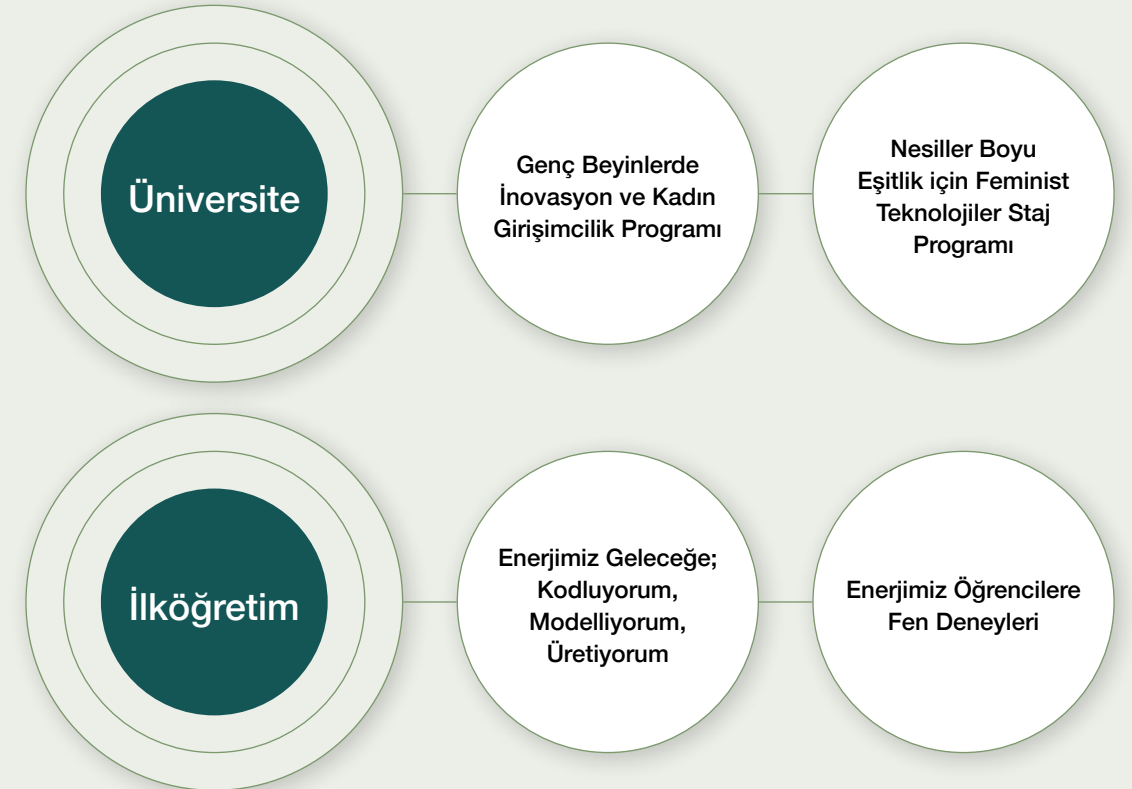 Üniversite
Genç Beyinlerde
İnovasyon ve Kadın
Girişimcilik Programı
Nesiller Boyu
Eşitlik için Feminist
Teknolojiler Staj
Programı
İlköğretim
Enerjimiz Geleceğe;
Kodluyorum,
Modelliyorum,
Üretiyorum
Enerjimiz Öğrencilere
Fen Deneyleri